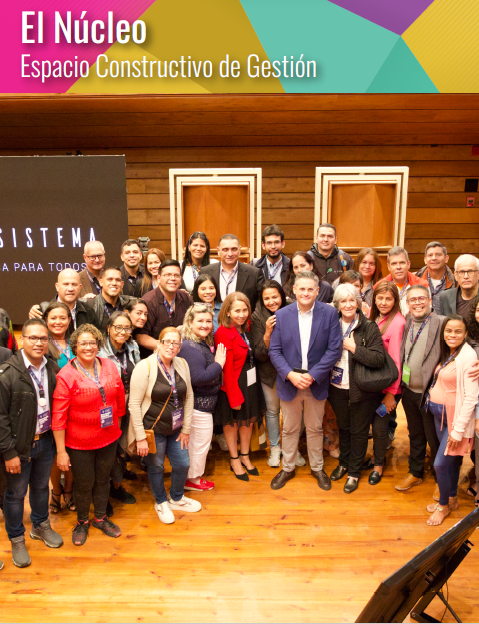 El Núcleo
Espacio Constructivo de Gestión
SISTEMA
A PARA TODOS